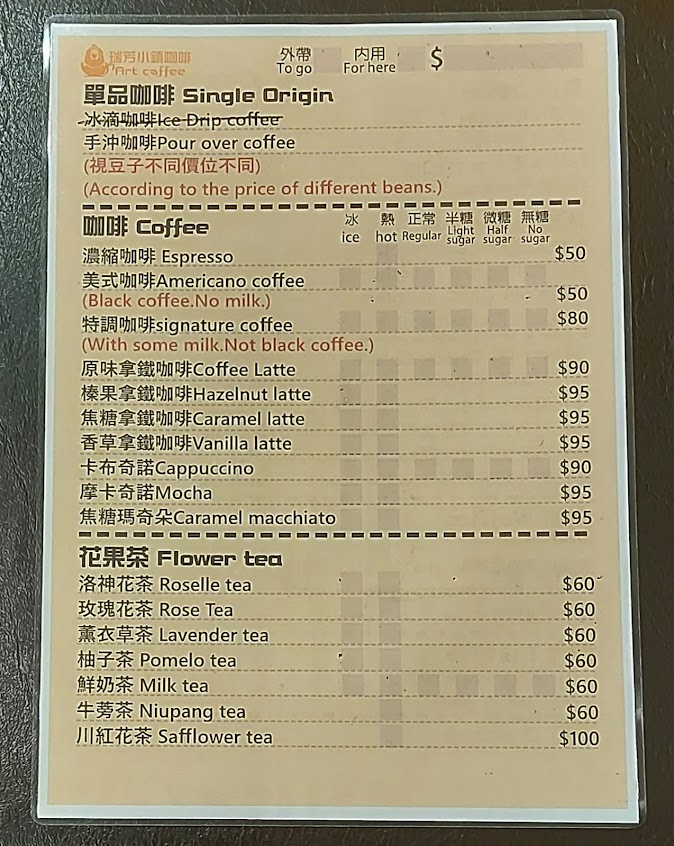 瑞芳小鎮咖啡
Art coffee
外帶 內用 $
To go For here
單品咖啡 Single Origin
冰滴咖啡Ice Drip coffee
手沖咖啡Pour over coffee
(視豆子不同價位不同)
(According to the price of different beans.)
咖啡 Coffee 冰 ice 熱 hot 正常 Regular 半糖 Light sugar 微糖 Half sugar 無糖 No sugar
濃縮咖啡 Espresso $50
美式咖啡Americano coffee
(Black coffee.No milk.) $50
特調咖啡signature coffee $80
(With some milk.Not black coffee.)
原味拿鐵咖啡Coffee Latte $90
榛果拿鐵咖啡Hazelnut latte $95
焦糖拿鐵咖啡Caramel latte $95
香草拿鐵咖啡Vanilla latte $95
卡布奇諾Cappuccino $90
摩卡奇諾Mocha $95
焦糖瑪奇朵Caramel macchiato $95
花果茶 Flower tea
洛神花茶 Roselle tea $60
玫瑰花茶 Rose Tea $60
薰衣草茶 Lavender tea $60
柚子茶 Pomelo tea $60
鮮奶茶 Milk tea $60
牛蒡茶 Niupang tea $60
川紅花茶 Safflower tea $100